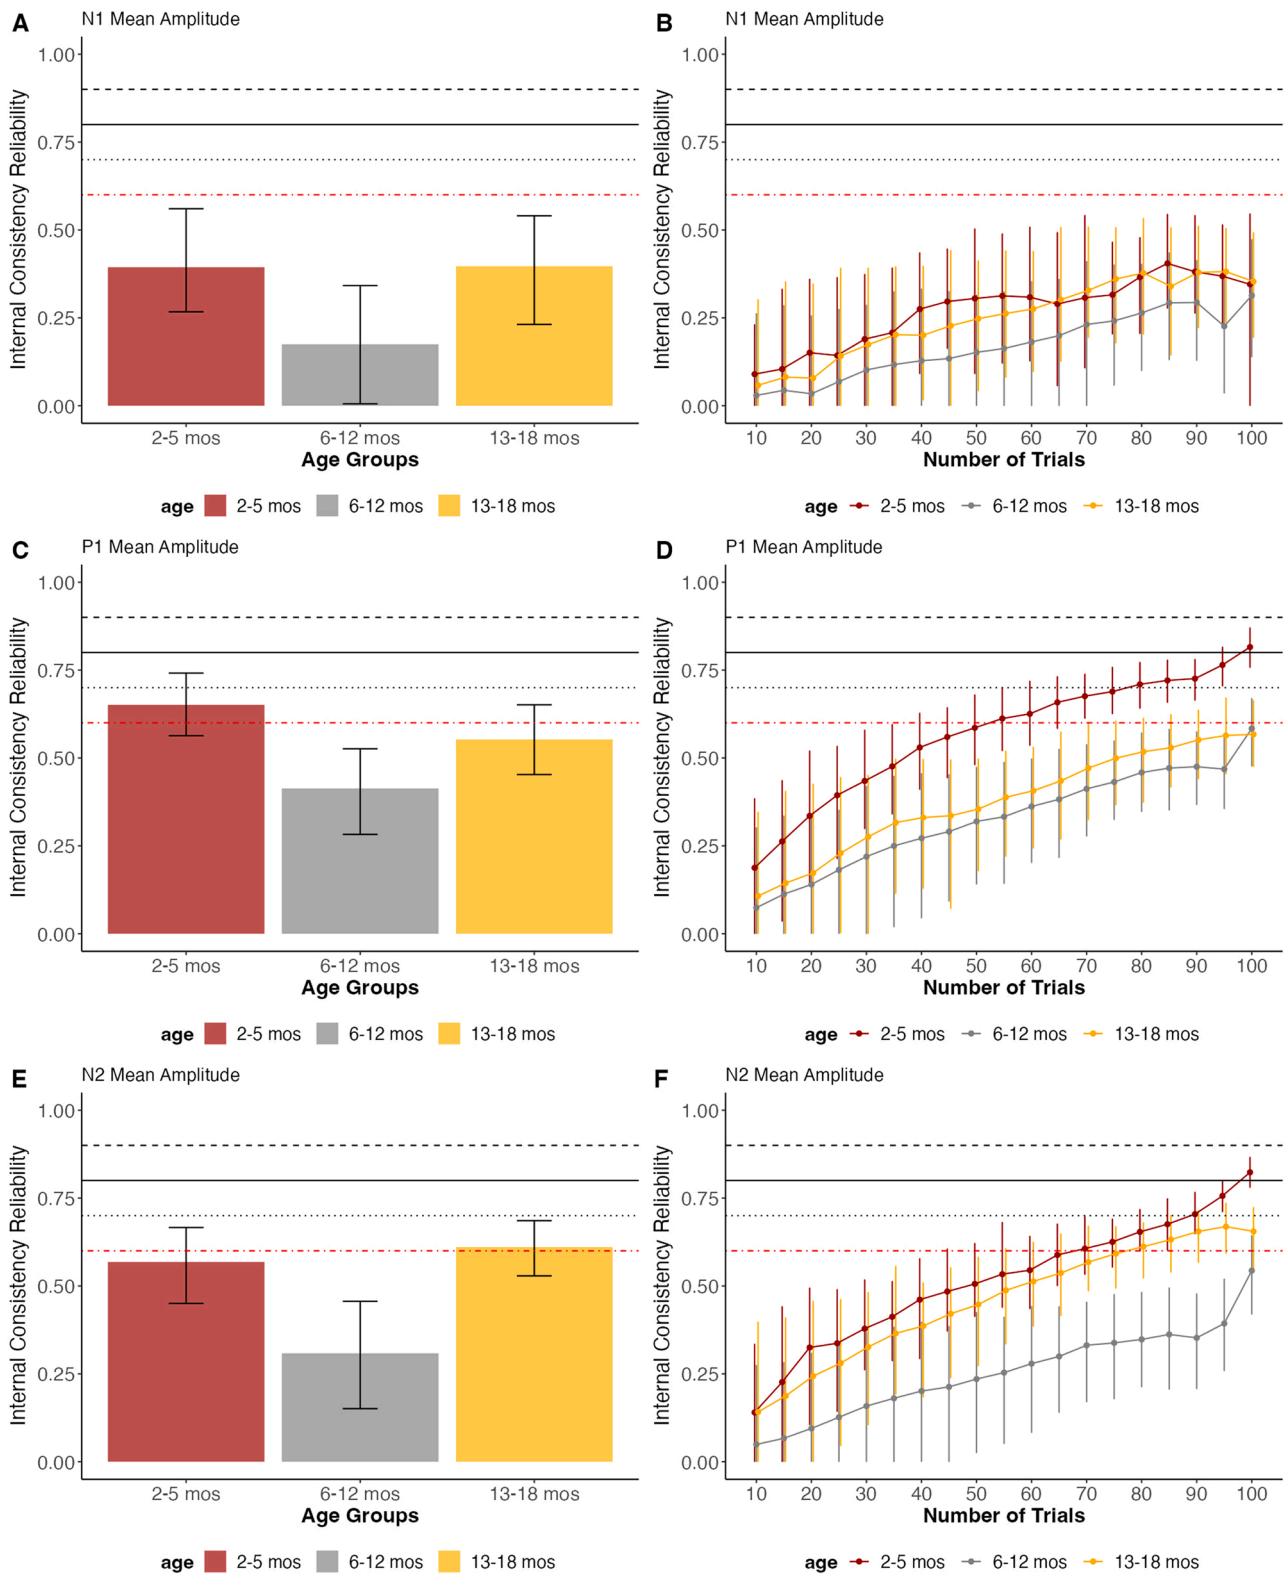 A N1 Mean Amplitude
Internal Consistency Reliability
1.00
0.75
0.50
0.25
0.00
2-5 mos 6-12 mos 13-18 mos
Age Groups
age 2-5 mos 6-12 mos 13-18 mos
B N1 Mean Amplitude
Internal Consistency Reliability
1.00
0.75
0.50
0.25
0.00
10 20 30 40 50 60 70 80 90 100
Number of Trials
age 2-5 mos 6-12 mos 13-18 mos
C P1 Mean Amplitude
Internal Consistency Reliability
1.00
0.75
0.50
0.25
0.00
2-5 mos 6-12 mos 13-18 mos
Age Groups
age 2-5 mos 6-12 mos 13-18 mos
D P1 Mean Amplitude
Internal Consistency Reliability
1.00
0.75
0.50
0.25
0.00
10 20 30 40 50 60 70 80 90 100
Number of Trials
age 2-5 mos 6-12 mos 13-18 mos
E N2 Mean Amplitude
Internal Consistency Reliability
1.00
0.75
0.50
0.25
0.00
2-5 mos 6-12 mos 13-18 mos
Age Groups
age 2-5 mos 6-12 mos 13-18 mos
F N2 Mean Amplitude
Internal Consistency Reliability
1.00
0.75
0.50
0.25
0.00
10 20 30 40 50 60 70 80 90 100
Number of Trials
age 2-5 mos 6-12 mos 13-18 mos